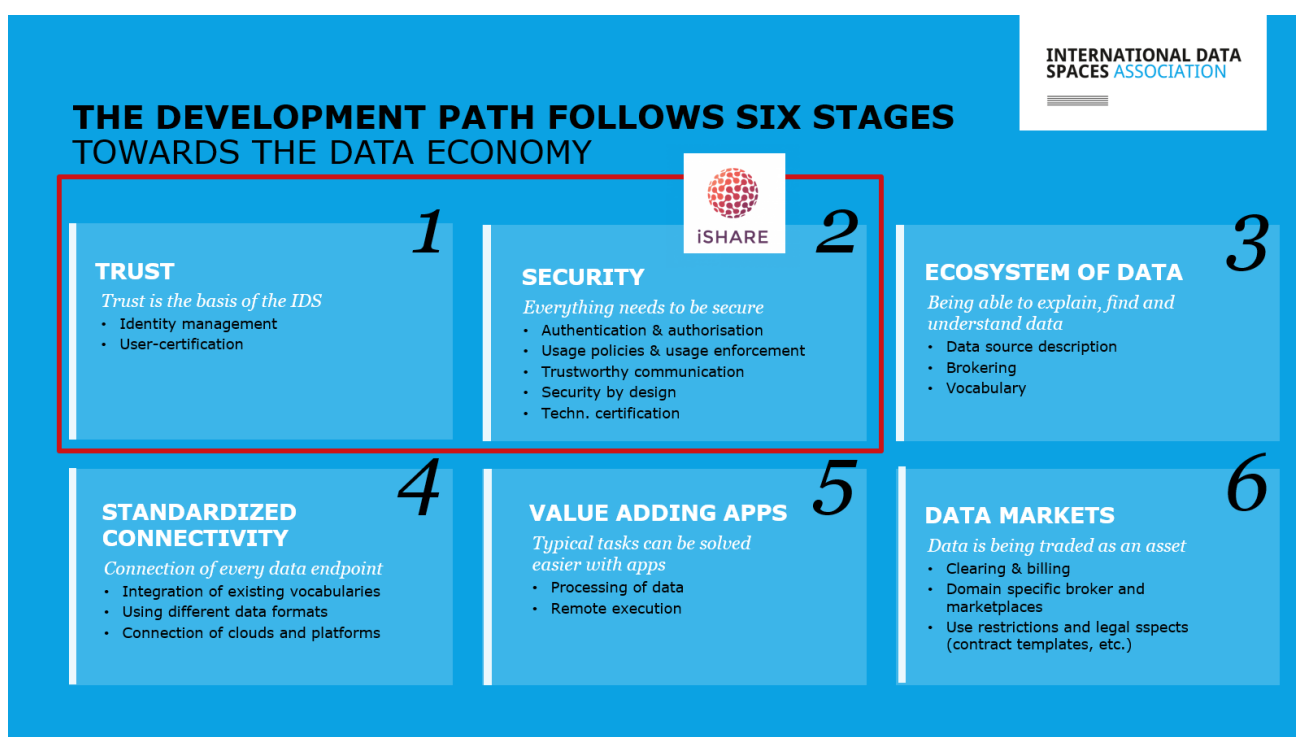 INTERNATIONAL DATA
SPACES ASSOCIATION
THE DEVELOPMENT PATH FOLLOWS SIX STAGES
TOWARDS THE DATA ECONOMY
iSHARE
1
TRUST
Trust is the basis of the IDS
• Identity management
• User-certification
2
SECURITY
Everything needs to be secure
• Authentication & authorisation
• Usage policies & usage enforcement
• Trustworthy communication
• Security by design
• Techn. certification
3
ECOSYSTEM OF DATA
Being able to explain, find and
understand data
• Data source description
• Brokering
• Vocabulary
4
STANDARDIZED
CONNECTIVITY
Connection of every data endpoint
• Integration of existing vocabularies
• Using different data formats
• Connection of clouds and platforms
5
VALUE ADDING APPS
Typical tasks can be solved
easier with apps
• Processing of data
• Remote execution
6
DATA MARKETS
Data is being traded as an asset
• Clearing & billing
• Domain specific broker and
marketplaces
• Use restrictions and legal sspects
(contract templates, etc.)